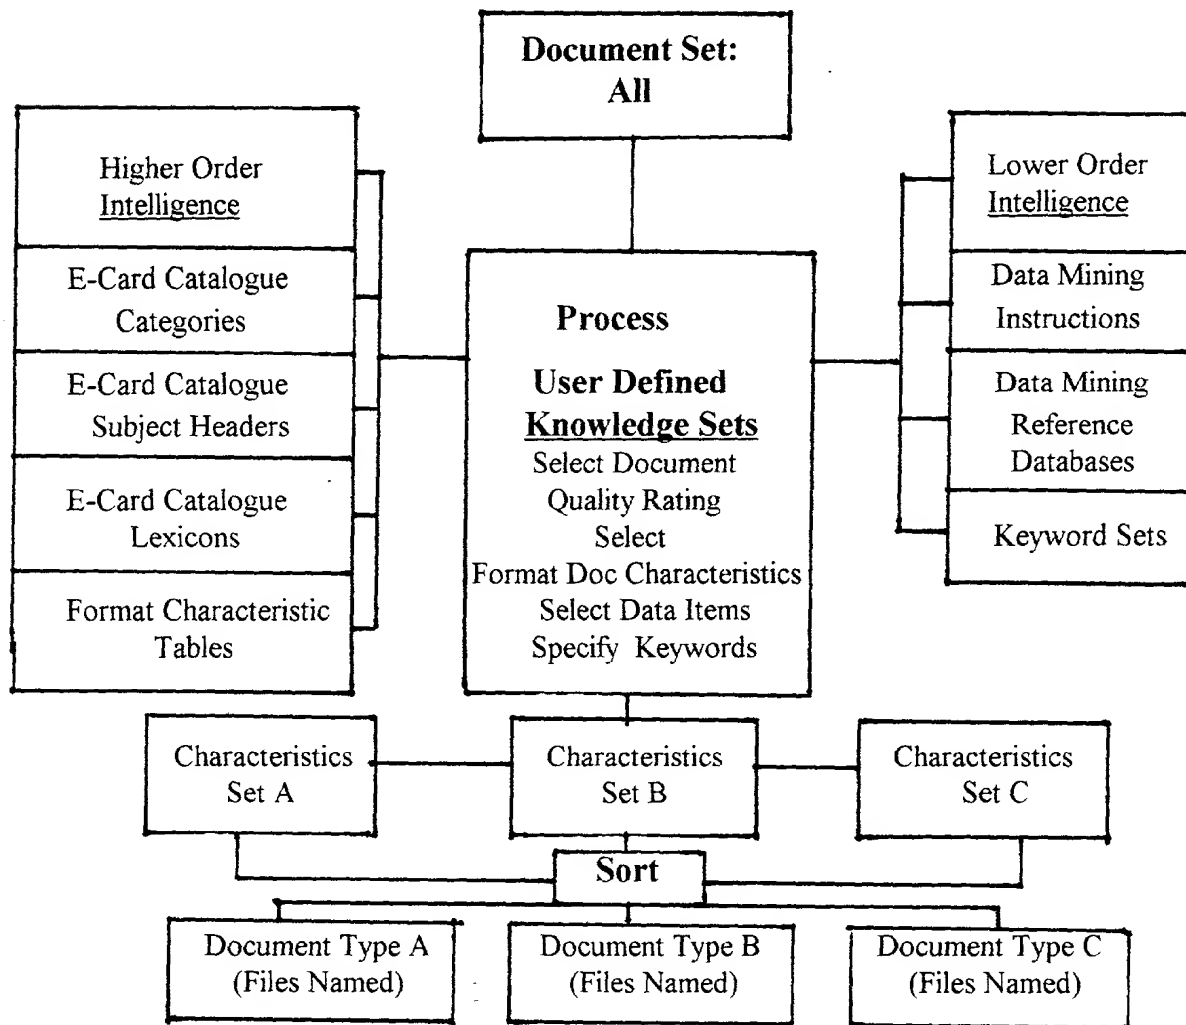 Document Set:
All
Higher Order
Intelligence
E-Card Catalogue
Categories
E-Card Catalogue
Subject Headers
E-Card Catalogue
Lexicons
Format Characteristic
Tables
Process
User Defined
Knowledge Sets
Select Document
Quality Rating
Select
Format Doc Characteristics
Select Data Items
Specify Keywords
Lower Order
Intelligence
Data Mining
Instructions
Data Mining
Reference
Databases
Keyword Sets
Characteristics
Set A
Characteristics
Set B
Characteristics
Set C
Sort
Document Type A
(Files Named)
Document Type B
(Files Named)
Document Type C
(Files Named)